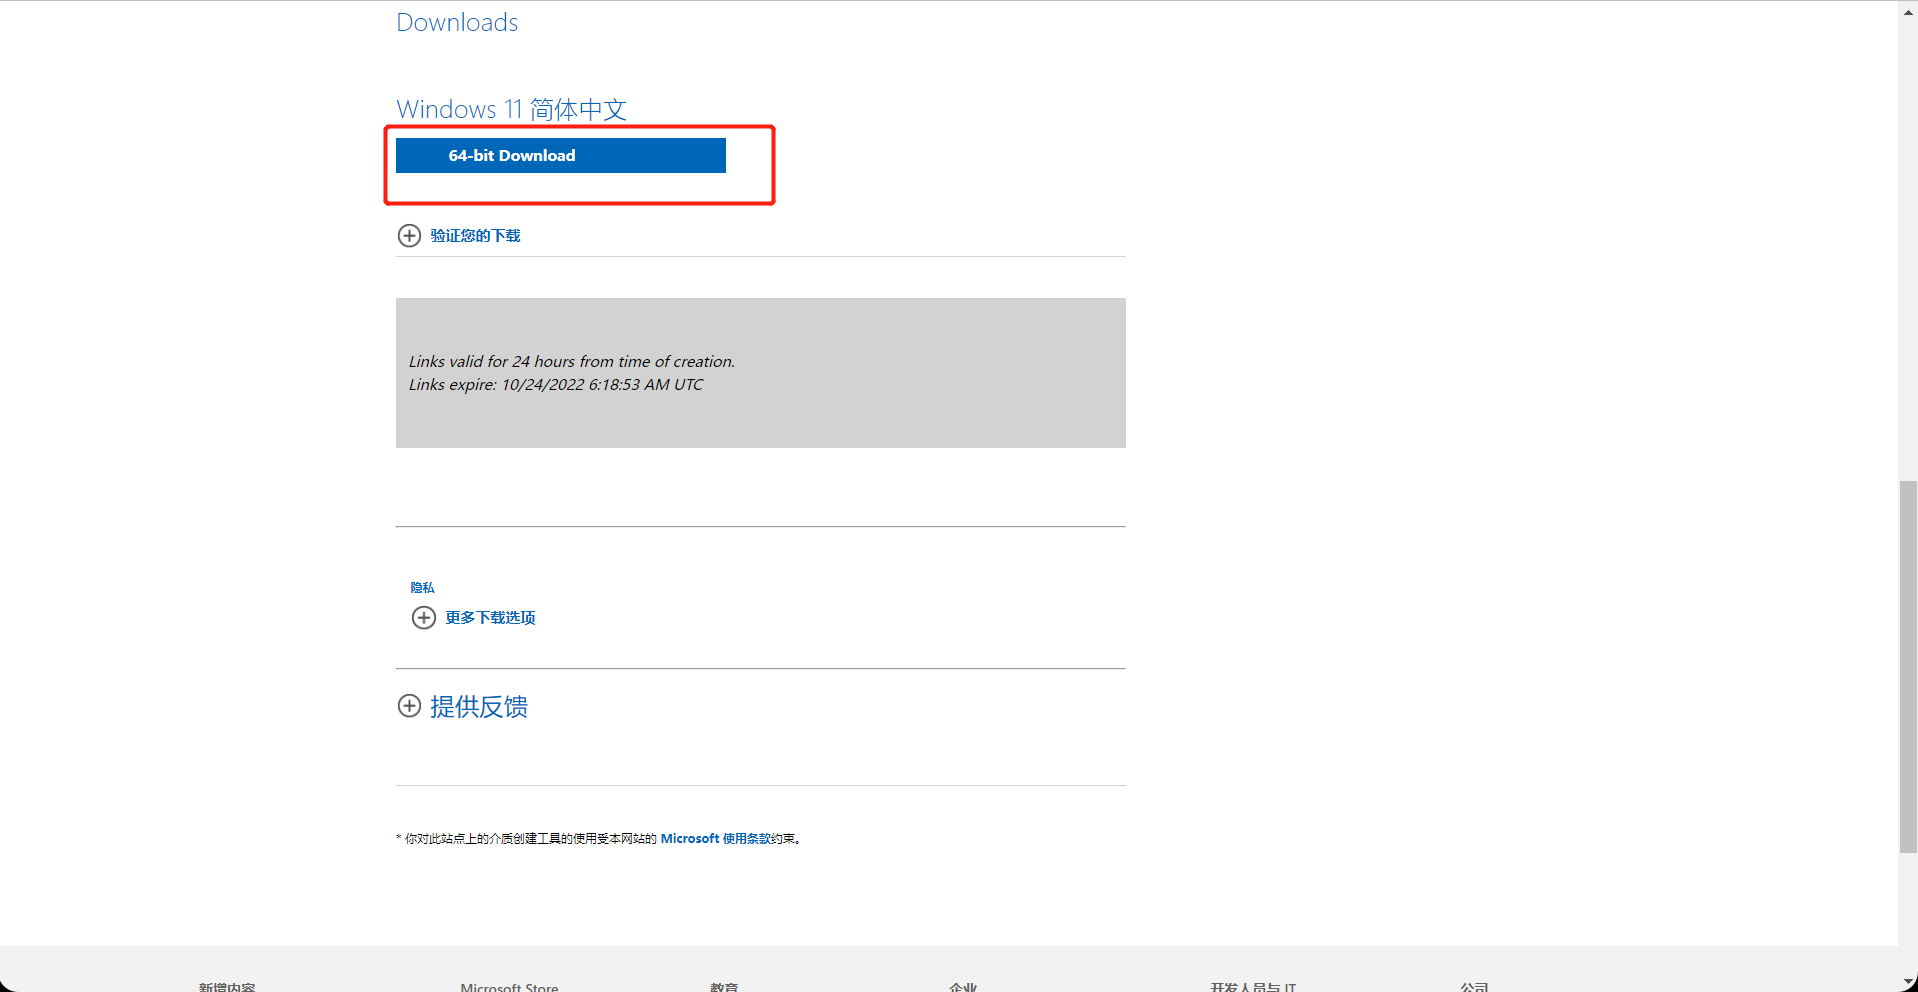 Downloads
Windows 11 简体中文
64-bit Download
验证您的下载
Links valid for 24 hours from time of creation.
Links expire: 10/24/2022 6:18:53 AM UTC
隐私
更多下载选项
提供反馈
* 你对此站点上的介质创建工具的使用受本网站的 Microsoft 使用条款约束。
新增内容 Microsoft Store 教育 企业 开发人员与 IT 公司